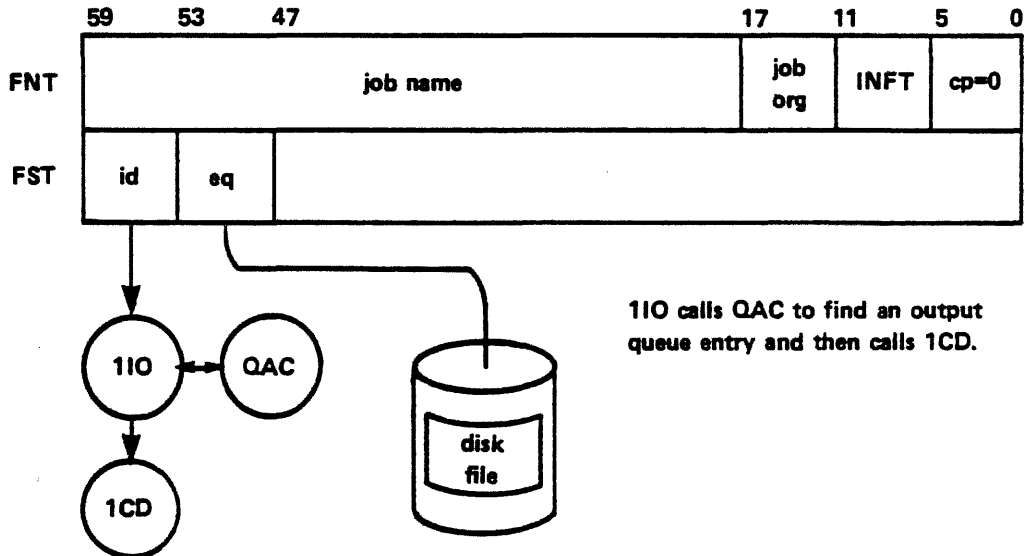 59 53 47 17 11 5 0
FNT job name job org INFT cp=0
FST id eq
1IO calls QAC to find an output
queue entry and then calls 1CD.
1IO QAC
disk
file
1CD